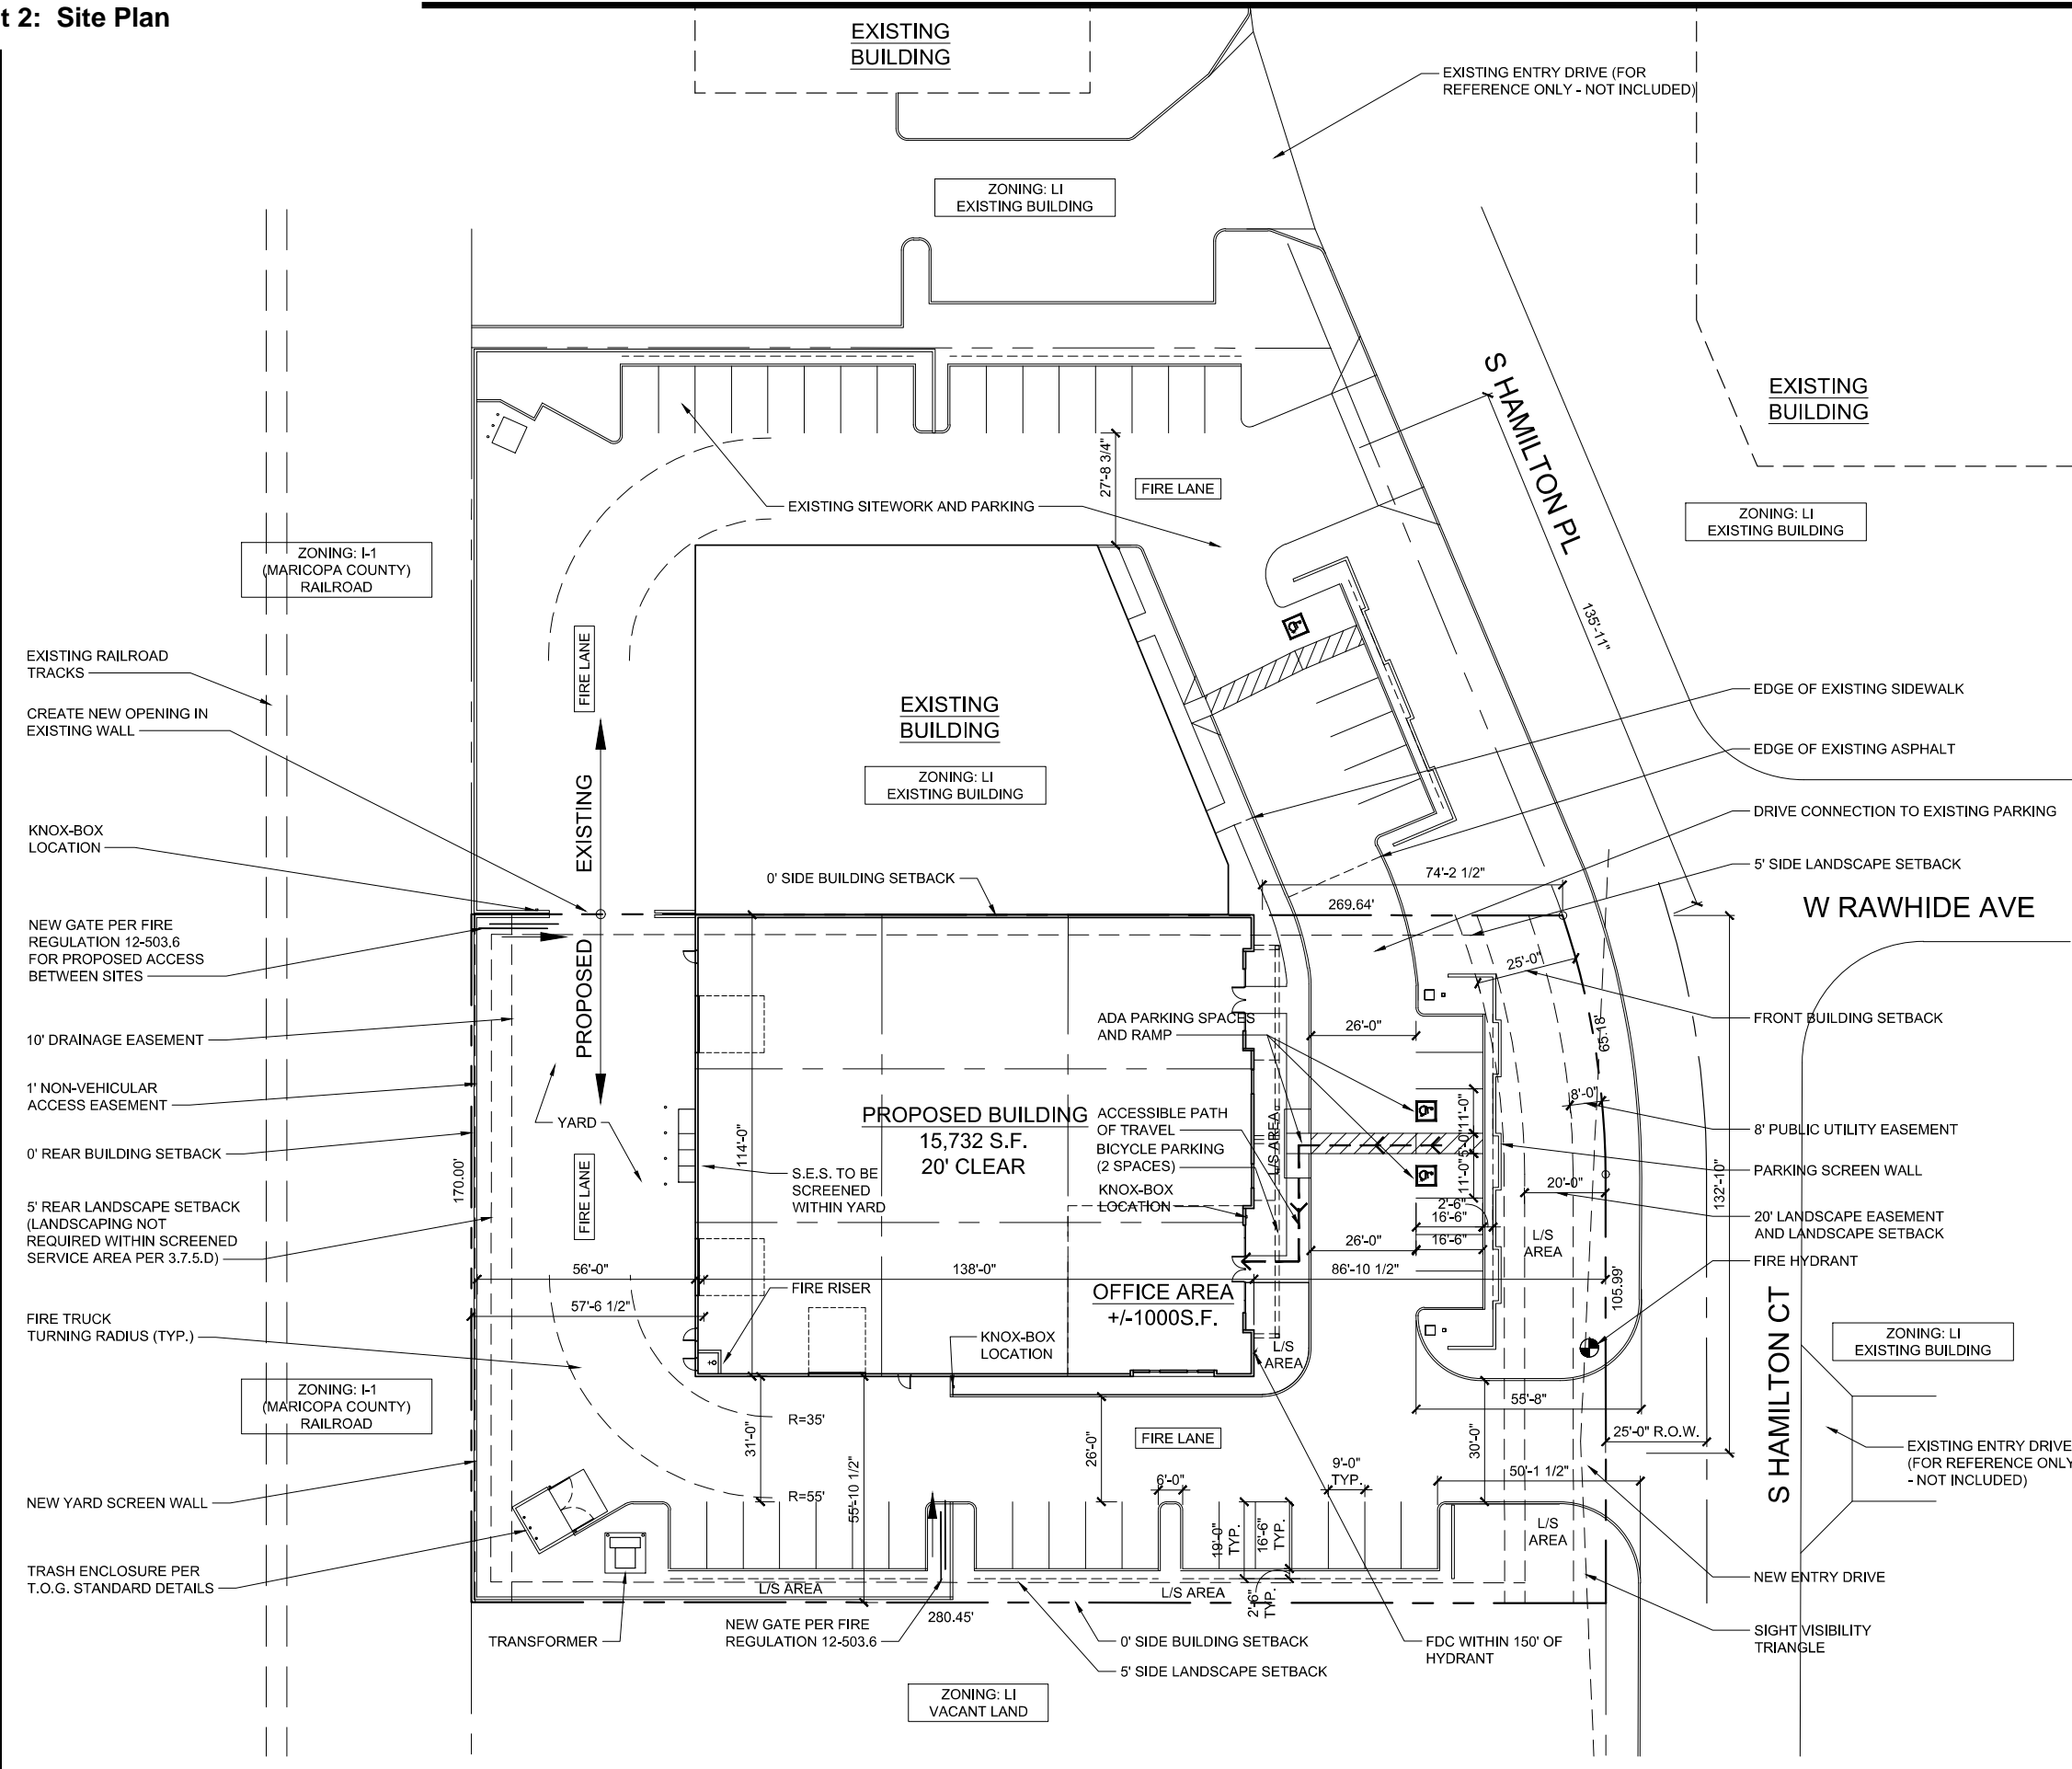 t 2:  Site Plan
EXISTING
BUILDING
EXISTING ENTRY DRIVE (FOR
REFERENCE ONLY - NOT INCLUDED)
ZONING: LI
EXISTING BUILDING
S HAMILTON PL
EXISTING
BUILDING
27'-8 3/4"
FIRE LANE
EXISTING SITEWORK AND PARKING
ZONING: LI
EXISTING BUILDING
ZONING: I-1
(MARICOPA COUNTY)
RAILROAD
135'-11"
FIRE LANE
EXISTING RAILROAD
TRACKS
CREATE NEW OPENING IN
EXISTING WALL
EXISTING
BUILDING
ZONING: LI
EXISTING BUILDING
EDGE OF EXISTING SIDEWALK
EDGE OF EXISTING ASPHALT
EXISTING
PROPOSED
KNOX-BOX
LOCATION
DRIVE CONNECTION TO EXISTING PARKING
0' SIDE BUILDING SETBACK
74'-2 1/2"
5' SIDE LANDSCAPE SETBACK
269.64'
W RAWHIDE AVE
NEW GATE PER FIRE
REGULATION 12-503.6
FOR PROPOSED ACCESS
BETWEEN SITES
25'-0"
10' DRAINAGE EASEMENT
ADA PARKING SPACES
AND RAMP
26'-0"
65.18'
FRONT BUILDING SETBACK
1' NON-VEHICULAR
ACCESS EASEMENT
YARD
114'-0"
PROPOSED BUILDING
15,732 S.F.
20' CLEAR
ACCESSIBLE PATH
OF TRAVEL
BICYCLE PARKING
(2 SPACES)
KNOX-BOX
LOCATION
L/S AREA
11'-0"
5'-0"
11'-0"
8'-0"
8' PUBLIC UTILITY EASEMENT
0' REAR BUILDING SETBACK
PARKING SCREEN WALL
170.00'
FIRE LANE
S.E.S. TO BE
SCREENED
WITHIN YARD
20'-0"
132'-10"
2'-6"
16'-6"
5' REAR LANDSCAPE SETBACK
(LANDSCAPING NOT
REQUIRED WITHIN SCREENED
SERVICE AREA PER 3.7.5.D)
20' LANDSCAPE EASEMENT
AND LANDSCAPE SETBACK
26'-0"
16'-6"
L/S
AREA
56'-0"
138'-0"
86'-10 1/2"
FIRE HYDRANT
57'-6 1/2"
FIRE RISER
OFFICE AREA
+/-1000S.F.
105.99'
FIRE TRUCK
TURNING RADIUS (TYP.)
KNOX-BOX
LOCATION
L/S
AREA
S HAMILTON CT
ZONING: LI
EXISTING BUILDING
ZONING: I-1
(MARICOPA COUNTY)
RAILROAD
R=35'
31'-0"
55'-10 1/2"
26'-0"
FIRE LANE
55'-8"
30'-0"
25'-0" R.O.W.
EXISTING ENTRY DRIVE
(FOR REFERENCE ONLY
- NOT INCLUDED)
R=55'
6'-0"
9'-0"
TYP.
50'-1 1/2"
NEW YARD SCREEN WALL
19'-0"
TYP.
16'-6"
TYP.
L/S
AREA
TRASH ENCLOSURE PER
T.O.G. STANDARD DETAILS
L/S AREA
L/S AREA
2'-6"
TYP.
NEW ENTRY DRIVE
TRANSFORMER
NEW GATE PER FIRE
REGULATION 12-503.6
280.45'
0' SIDE BUILDING SETBACK
5' SIDE LANDSCAPE SETBACK
FDC WITHIN 150' OF
HYDRANT
SIGHT VISIBILITY
TRIANGLE
ZONING: LI
VACANT LAND